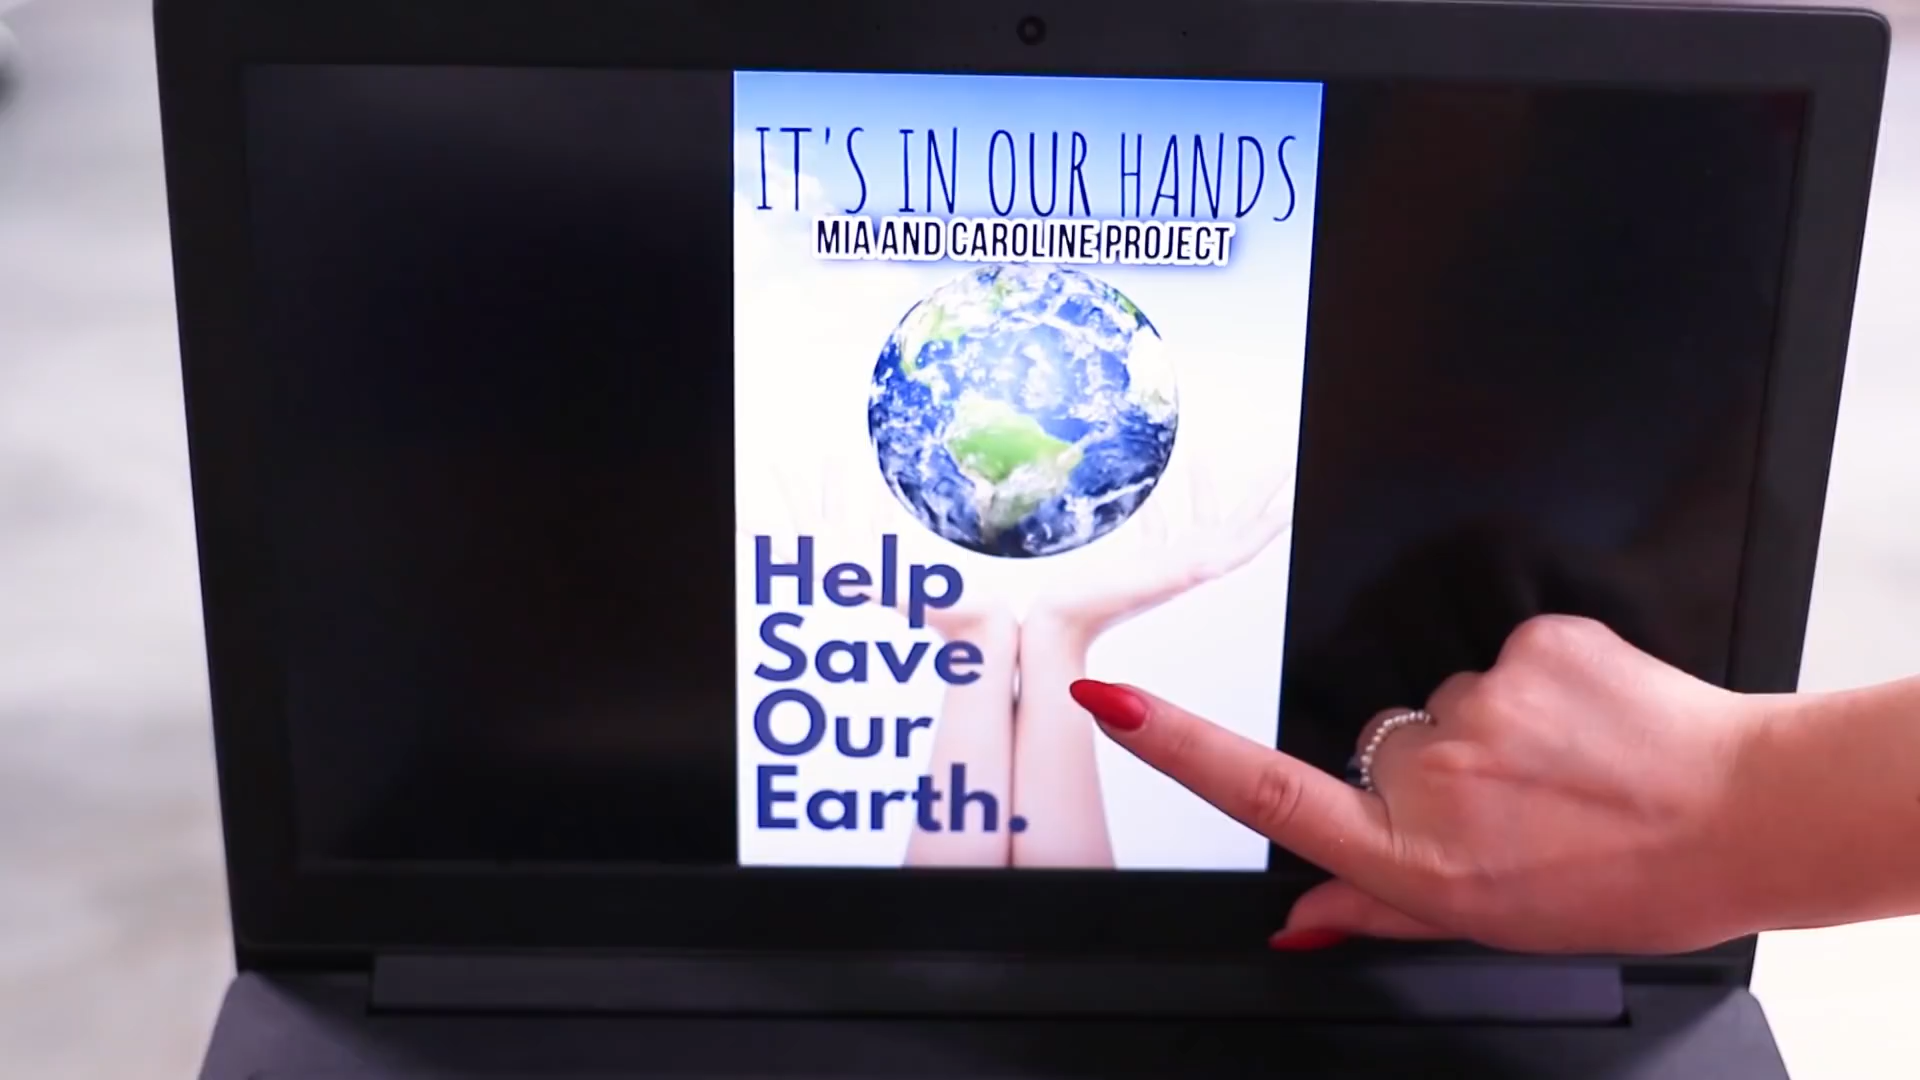 IT'S IN OUR HANDS
MIA AND CAROLINE PROJECT
Help
Save
Our
Earth.